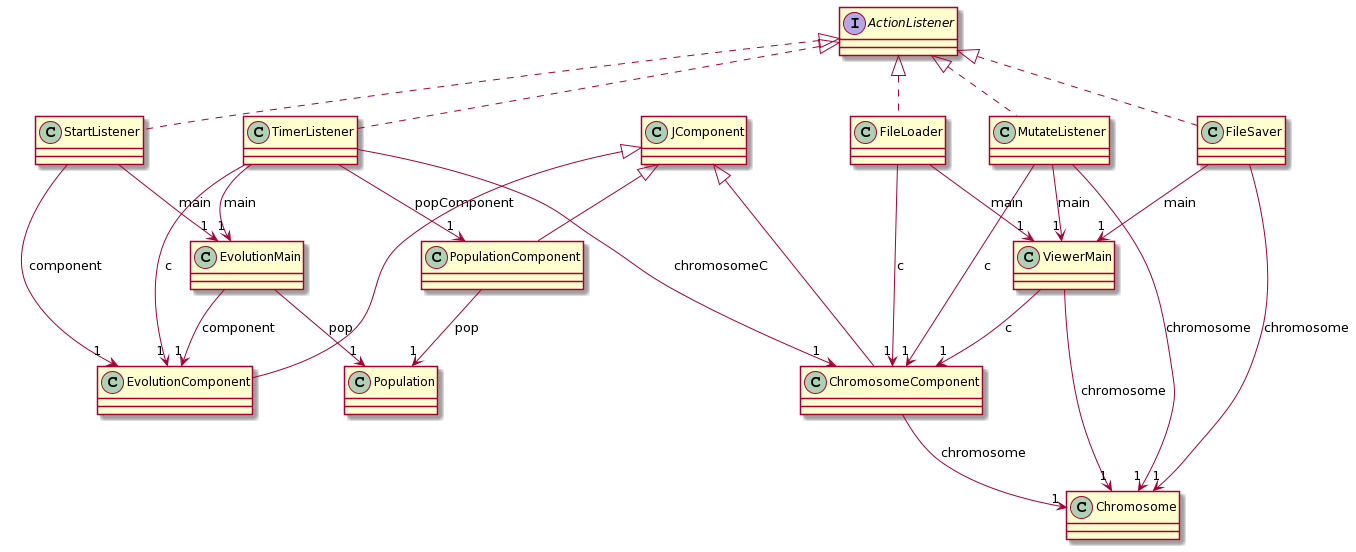 I ActionListener
C StartListener
C TimerListener
C JComponent
C FileLoader
C MutateListener
C FileSaver
main
main
popComponent
main
main
main
1
1
1
1
1
1
C EvolutionMain
C PopulationComponent
C ViewerMain
component
c
chromosomeC
c
c
component
pop
pop
c
chromosome
chromosome
1
1
1
1
1
1
1
1
1
C EvolutionComponent
C Population
C ChromosomeComponent
chromosome
chromosome
1
1
1
1
C Chromosome